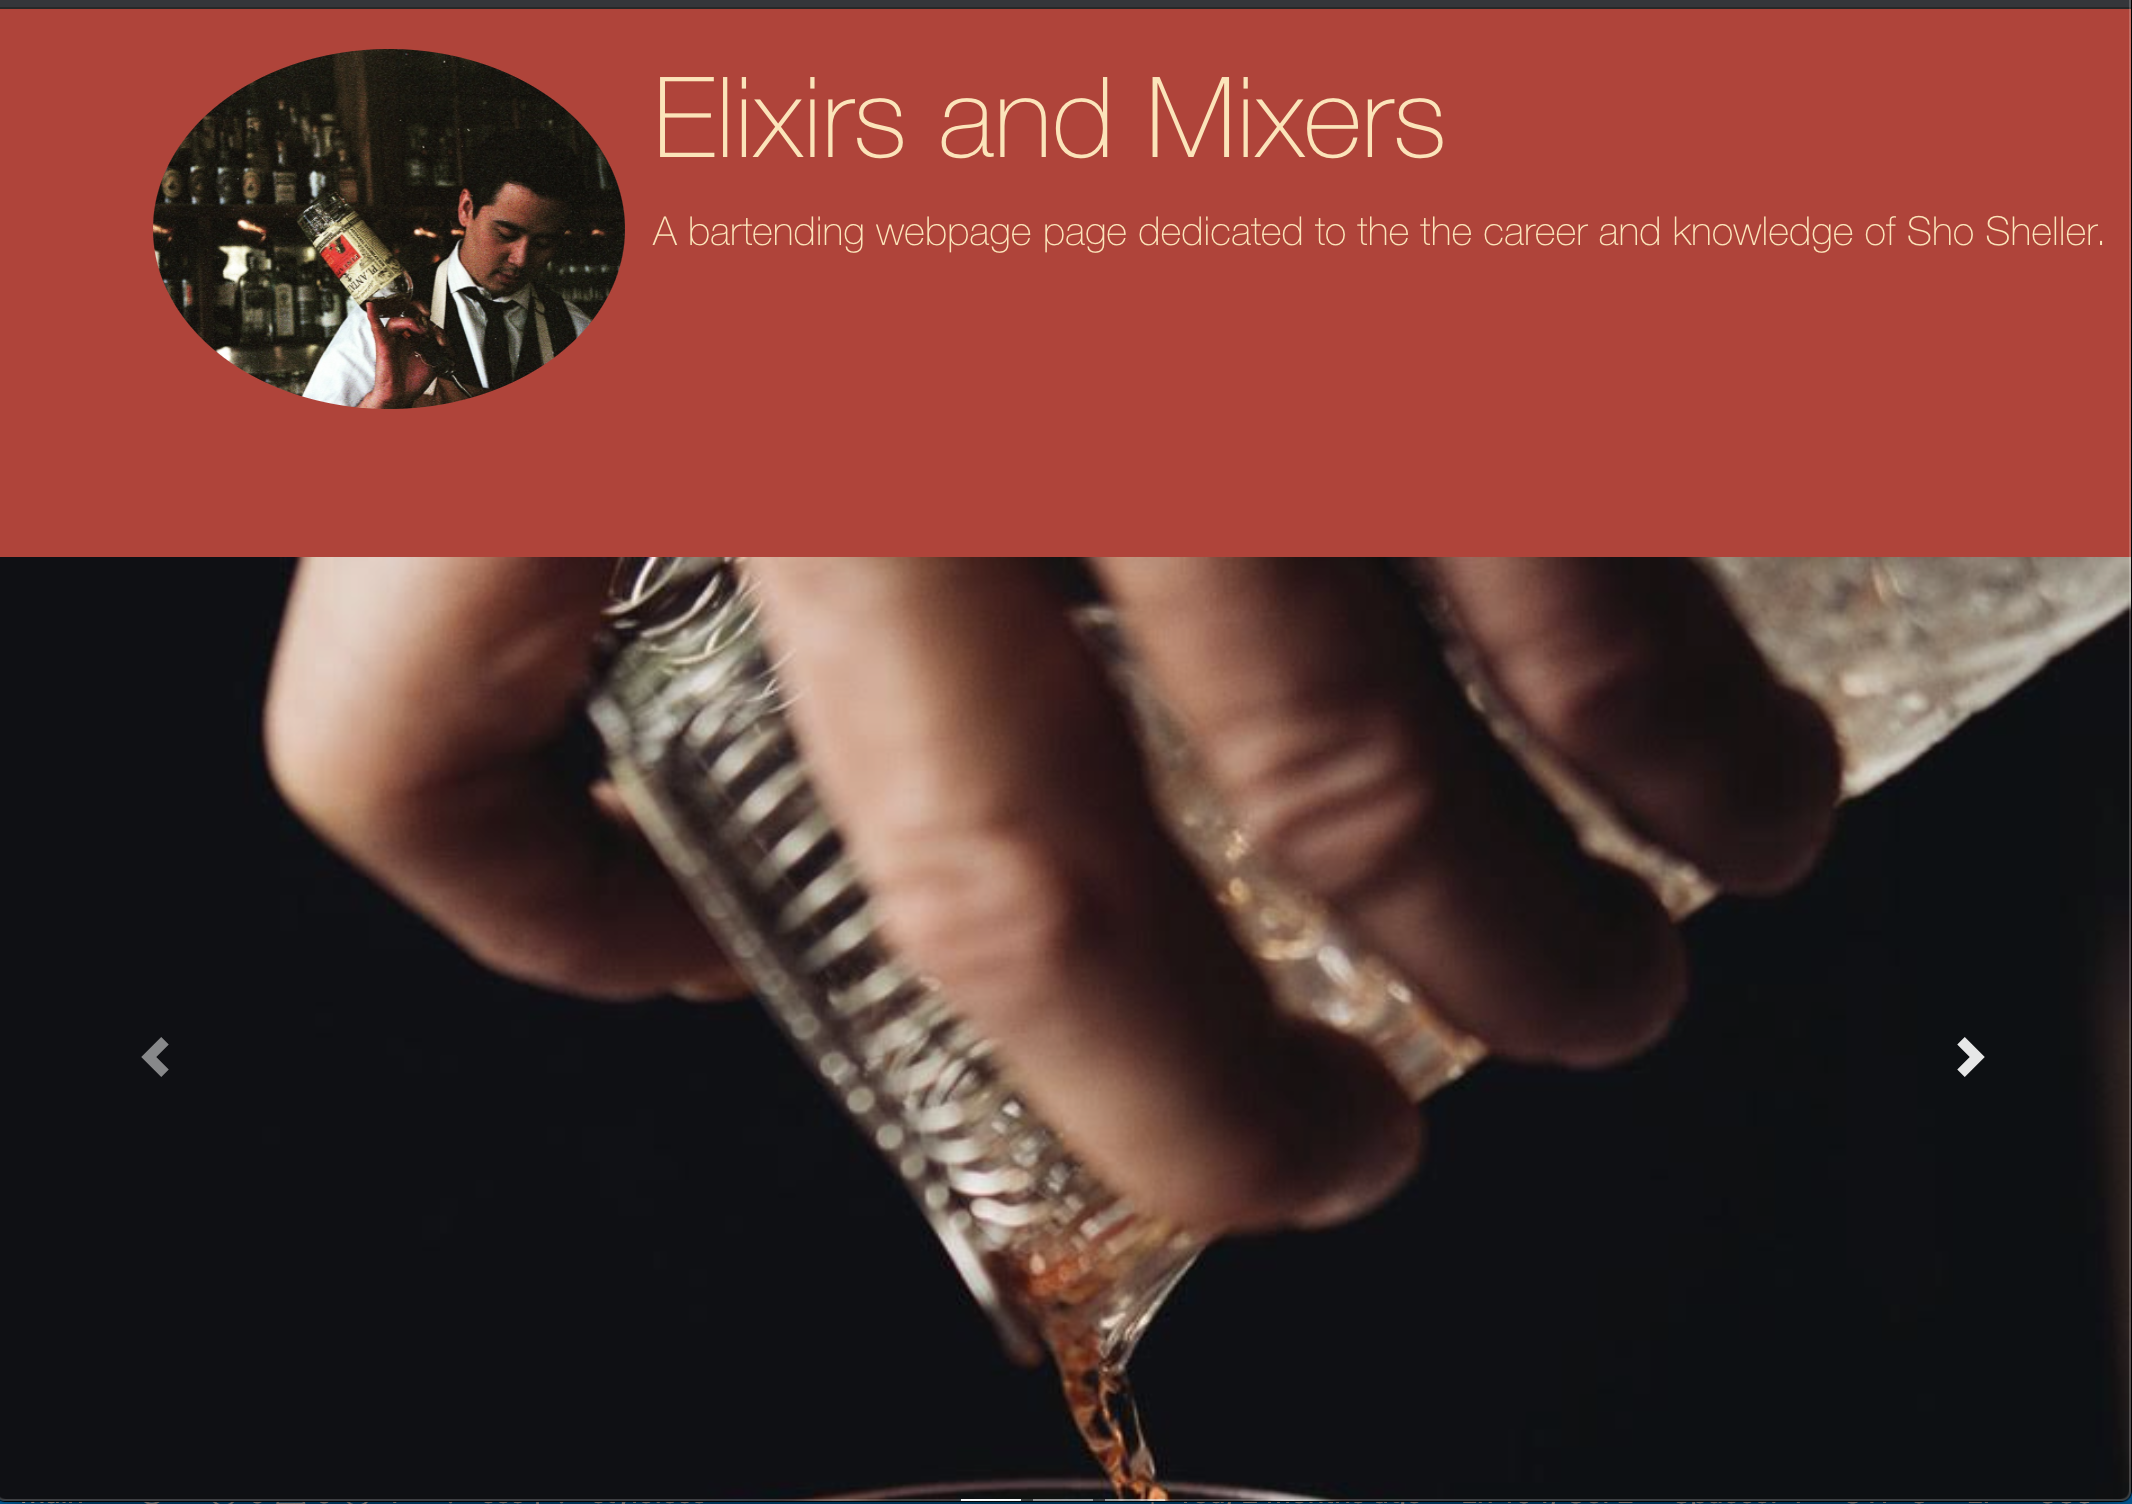 Elixirs and Mixers
A bartending webpage page dedicated to the the career and knowledge of Sho Sheller.